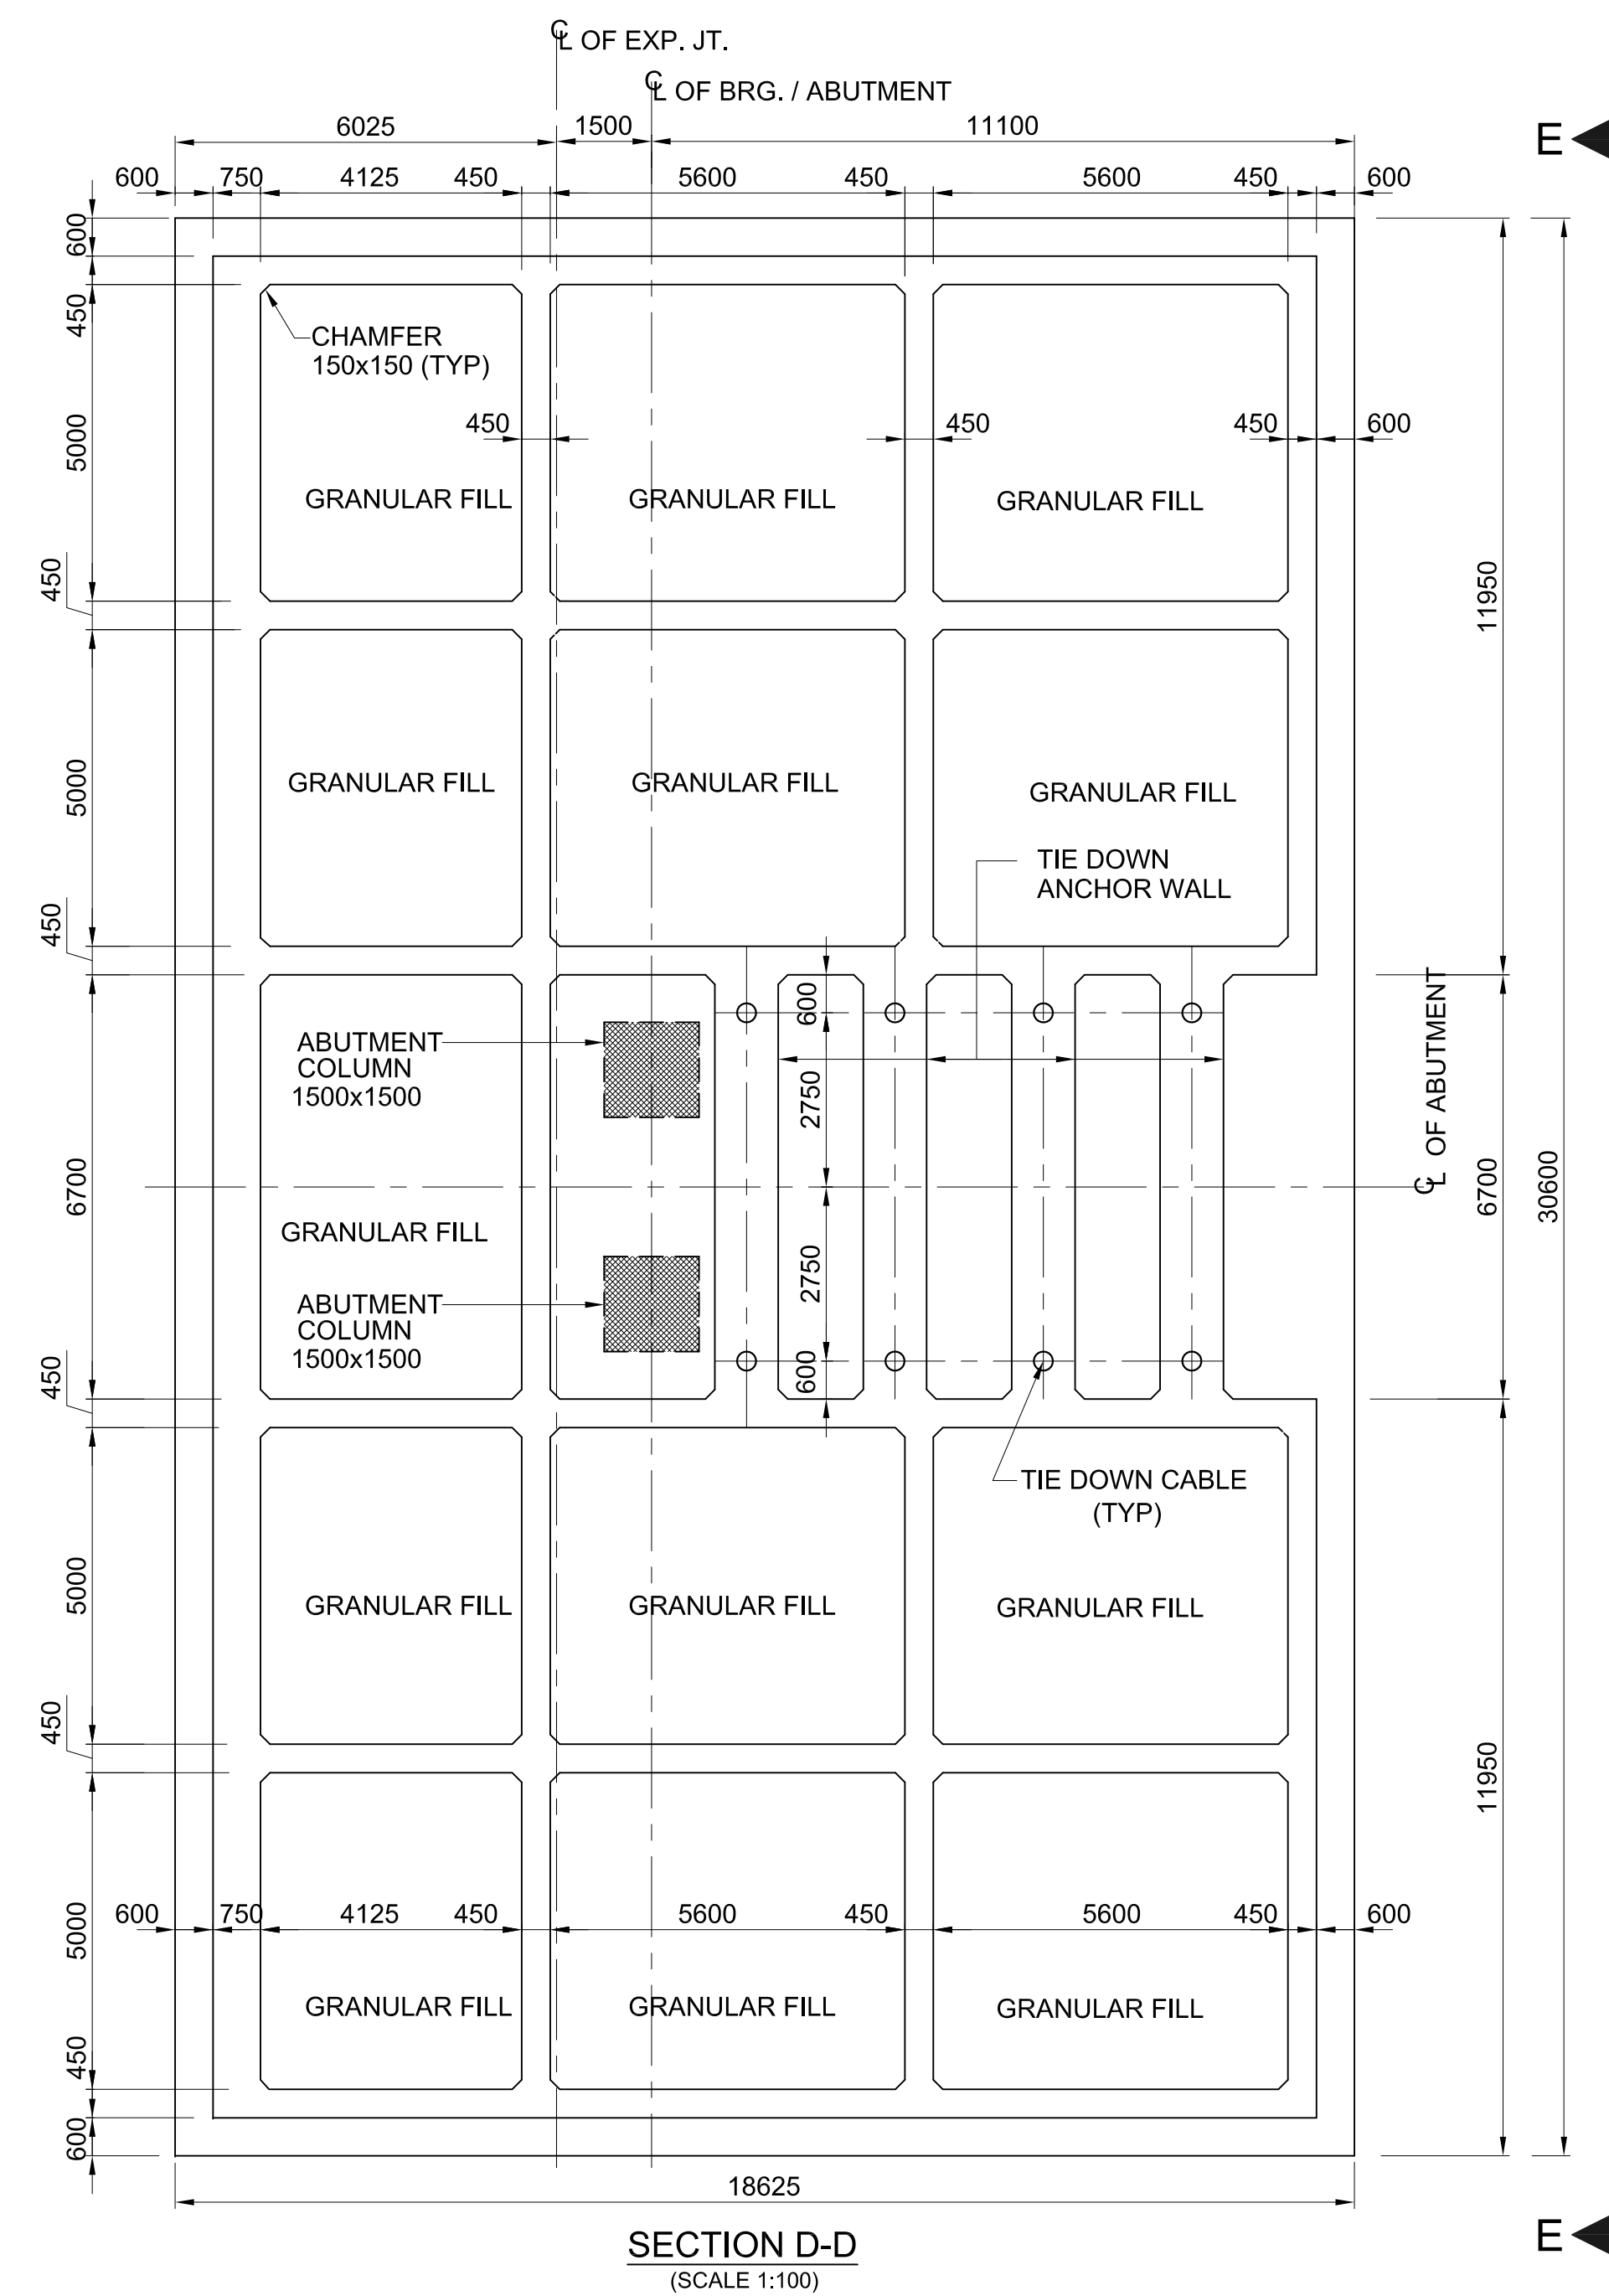 ℄ OF EXP. JT.
℄ OF BRG. / ABUTMENT
6025 1500 11100
E
600 750 4125 450 5600 450 5600 450 600
600
450
CHAMFER
150x150 (TYP)
5000
450 450 450 600
GRANULAR FILL GRANULAR FILL GRANULAR FILL
450
11950
5000
GRANULAR FILL GRANULAR FILL GRANULAR FILL
TIE DOWN
ANCHOR WALL
450
600
ABUTMENT
COLUMN
1500x1500
2750
℄ OF ABUTMENT
6700
6700
30600
GRANULAR FILL
2750
ABUTMENT
COLUMN
1500x1500
600
450
TIE DOWN CABLE
(TYP)
5000
GRANULAR FILL GRANULAR FILL GRANULAR FILL
450
11950
600 750 4125 450 5600 450 5600 450 600
5000
GRANULAR FILL GRANULAR FILL GRANULAR FILL
450
600
18625
SECTION D-D
(SCALE 1:100)
E